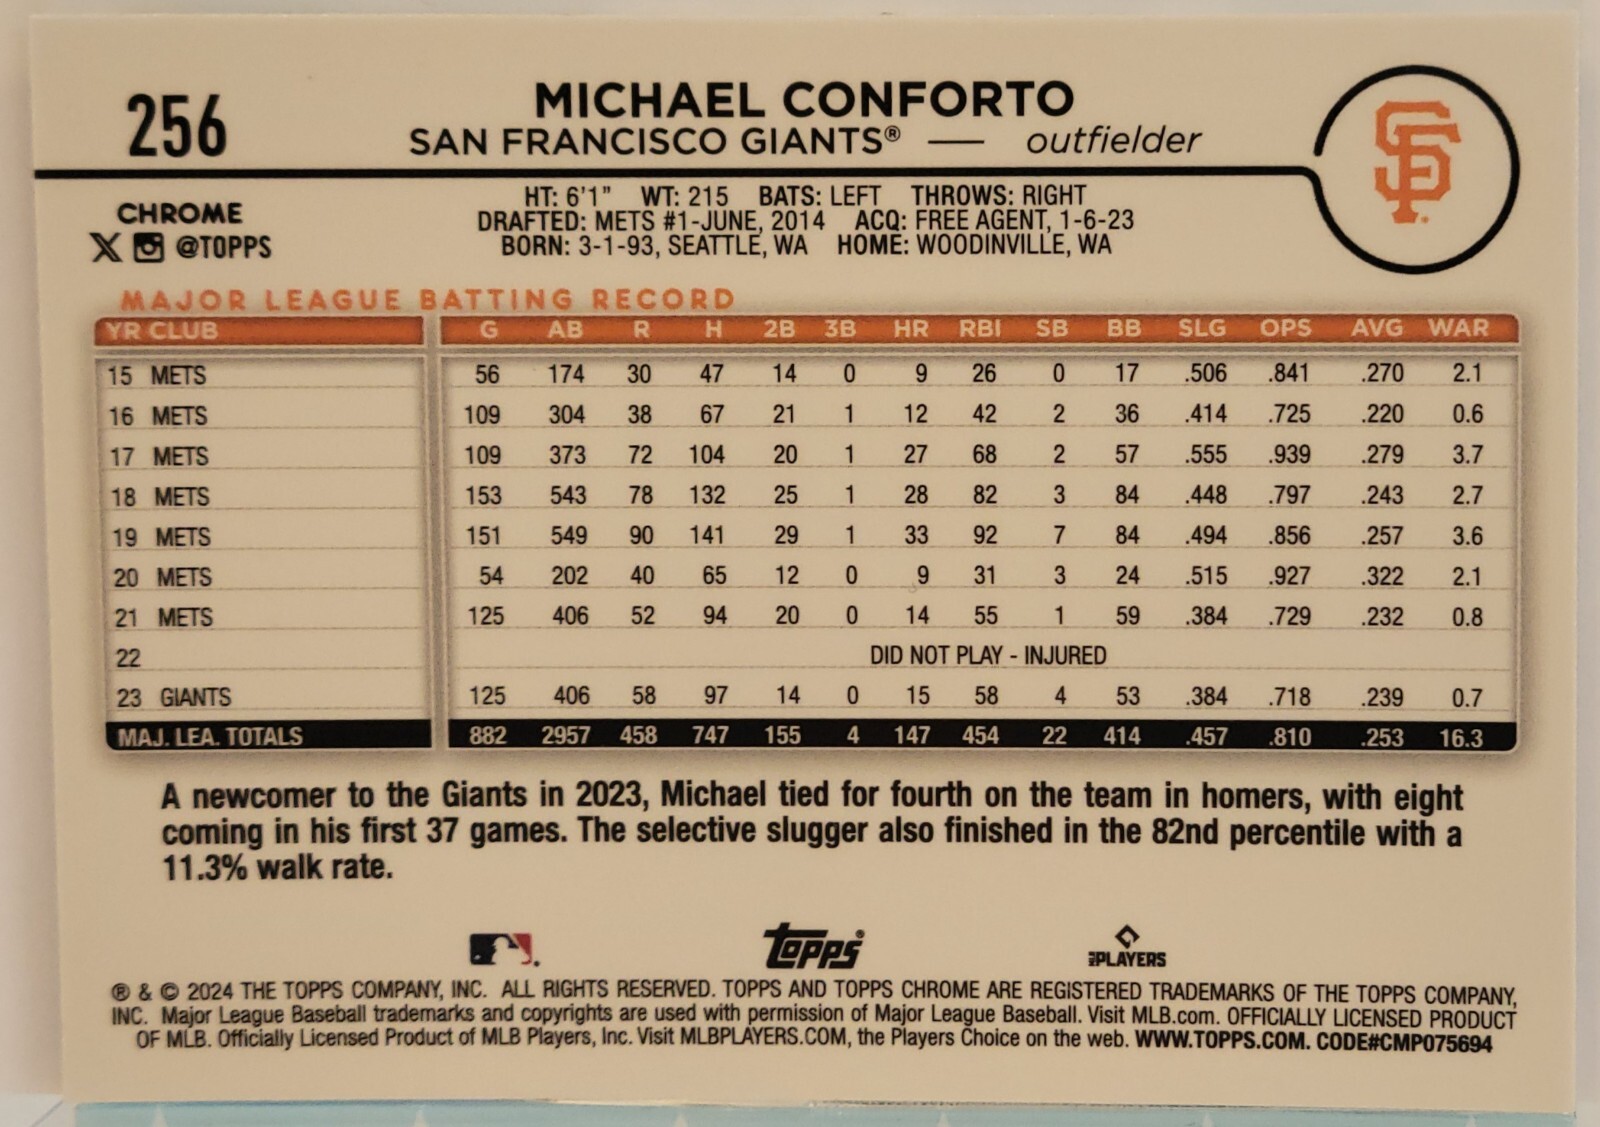 256
MICHAEL CONFORTO
SAN FRANCISCO GIANTS® — outfielder
SF
CHROME
X @TOPPS
HT: 6'1" WT: 215 BATS: LEFT THROWS: RIGHT
DRAFTED: METS #1-JUNE, 2014 ACQ: FREE AGENT, 1-6-23
BORN: 3-1-93, SEATTLE, WA HOME: WOODINVILLE, WA
MAJOR LEAGUE BATTING RECORD
YR CLUB G AB R H 2B 3B HR RBI SB BB SLG OPS AVG WAR
15 METS 56 174 30 47 14 0 9 26 0 17 .506 .841 .270 2.1
16 METS 109 304 38 67 21 1 12 42 2 36 .414 .725 .220 0.6
17 METS 109 373 72 104 20 1 27 68 2 57 .555 .939 .279 3.7
18 METS 153 543 78 132 25 1 28 82 3 84 .448 .797 .243 2.7
19 METS 151 549 90 141 29 1 33 92 7 84 .494 .856 .257 3.6
20 METS 54 202 40 65 12 0 9 31 3 24 .515 .927 .322 2.1
21 METS 125 406 52 94 20 0 14 55 1 59 .384 .729 .232 0.8
22 DID NOT PLAY - INJURED
23 GIANTS 125 406 58 97 14 0 15 58 4 53 .384 .718 .239 0.7
MAJ. LEA. TOTALS 882 2957 458 747 155 4 147 454 22 414 .457 .810 .253 16.3
A newcomer to the Giants in 2023, Michael tied for fourth on the team in homers, with eight
coming in his first 37 games. The selective slugger also finished in the 82nd percentile with a
11.3% walk rate.
topps® PLAYERS
® & © 2024 THE TOPPS COMPANY, INC. ALL RIGHTS RESERVED. TOPPS AND TOPPS CHROME ARE REGISTERED TRADEMARKS OF THE TOPPS COMPANY,
INC. Major League Baseball trademarks and copyrights are used with permission of Major League Baseball. Visit MLB.com. OFFICIALLY LICENSED PRODUCT
OF MLB. Officially Licensed Product of MLB Players, Inc. Visit MLBPLAYERS.COM, the Players Choice on the web. WWW.TOPPS.COM. CODE#CMP075694